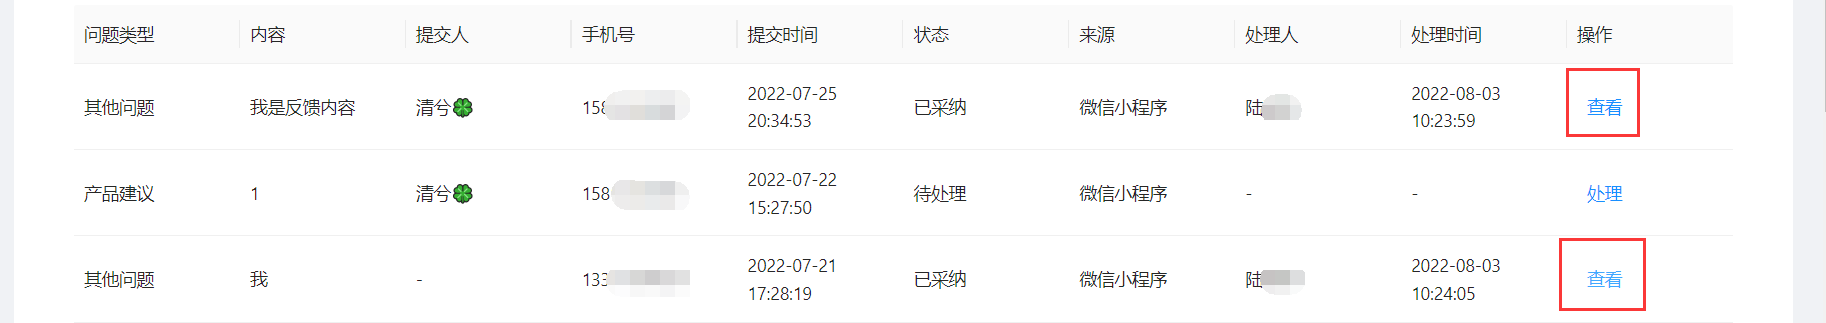 问题类型 内容 提交人 手机号 提交时间 状态 来源 处理人 处理时间 操作
其他问题 我是反馈内容 清兮🍀 158 2022-07-25 20:34:53 已采纳 微信小程序 陆 2022-08-03 10:23:59 查看
产品建议 1 清兮🍀 158 2022-07-22 15:27:50 待处理 微信小程序 - - 处理
其他问题 我 - 133 2022-07-21 17:28:19 已采纳 微信小程序 陆 2022-08-03 10:24:05 查看